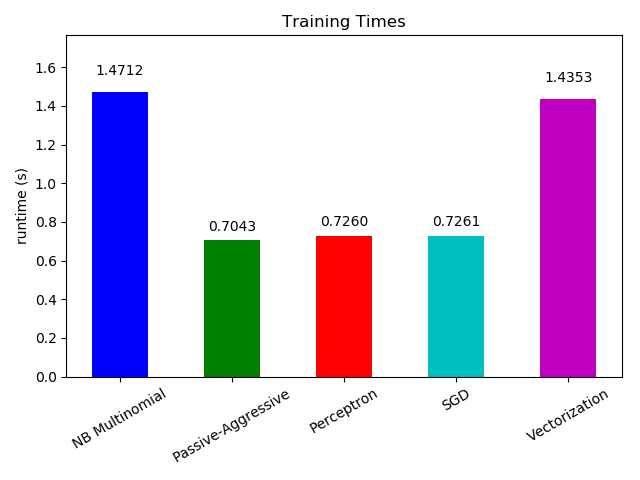 Training Times
1.4712
0.7043
0.7260
0.7261
1.4353
runtime (s)
1.6
1.4
1.2
1.0
0.8
0.6
0.4
0.2
0.0
NB Multinomial
Passive-Aggressive
Perceptron
SGD
Vectorization